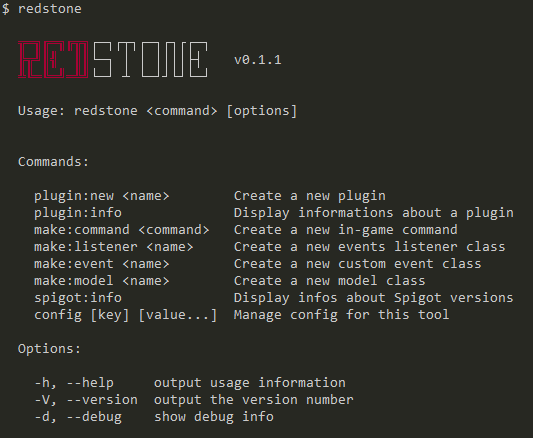 $ redstone
REDSTONE v0.1.1
Usage: redstone <command> [options]
Commands:
plugin:new <name> Create a new plugin
plugin:info Display informations about a plugin
make:command <command> Create a new in-game command
make:listener <name> Create a new events listener class
make:event <name> Create a new custom event class
make:model <name> Create a new model class
spigot:info Display infos about Spigot versions
config [key] [value...] Manage config for this tool
Options:
-h, --help output usage information
-V, --version output the version number
-d, --debug show debug info